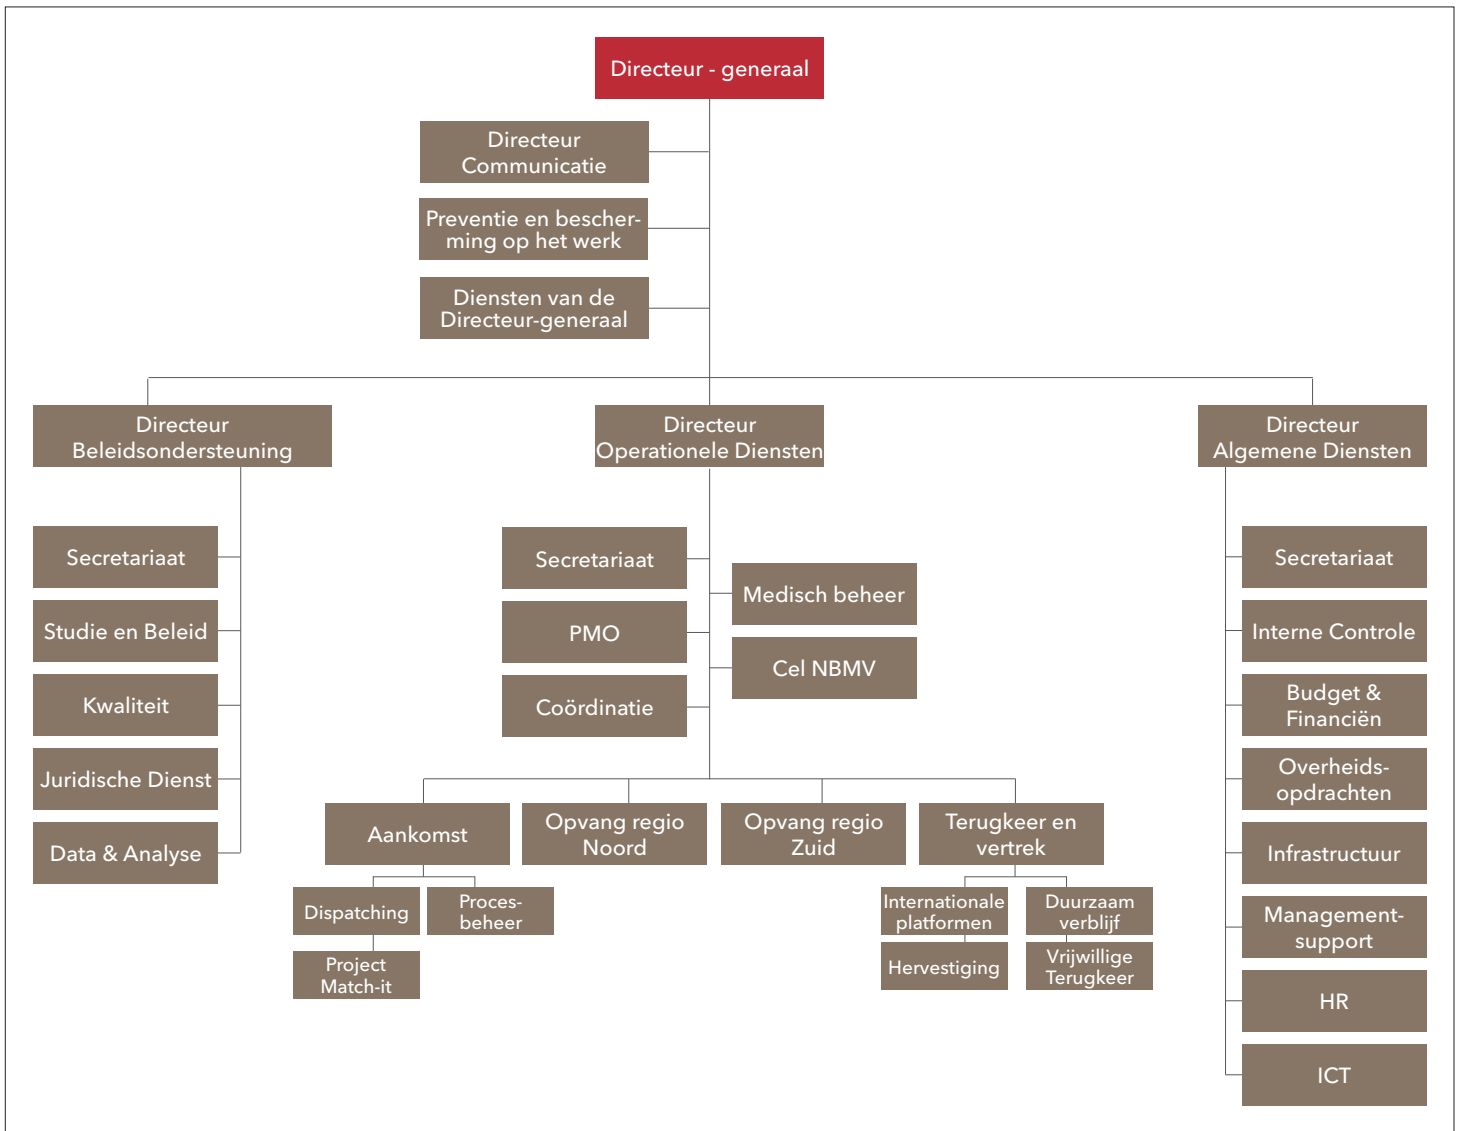 Directeur - generaal
Directeur
Communicatie
Preventie en bescher-
ming op het werk
Diensten van de
Directeur-generaal
Directeur
Beleidsondersteuning
Directeur
Operationele Diensten
Directeur
Algemene Diensten
Secretariaat
Studie en Beleid
Kwaliteit
Juridische Dienst
Data & Analyse
Secretariaat
PMO
Coördinatie
Medisch beheer
Cel NBMV
Aankomst
Opvang regio
Noord
Opvang regio
Zuid
Terugkeer en
vertrek
Dispatching
Proces-
beheer
Project
Match-it
Internationale
platformen
Duurzaam
verblijf
Hervestiging
Vrijwillige
Terugkeer
Secretariaat
Interne Controle
Budget &
Financiën
Overheids-
opdrachten
Infrastructuur
Management-
support
HR
ICT